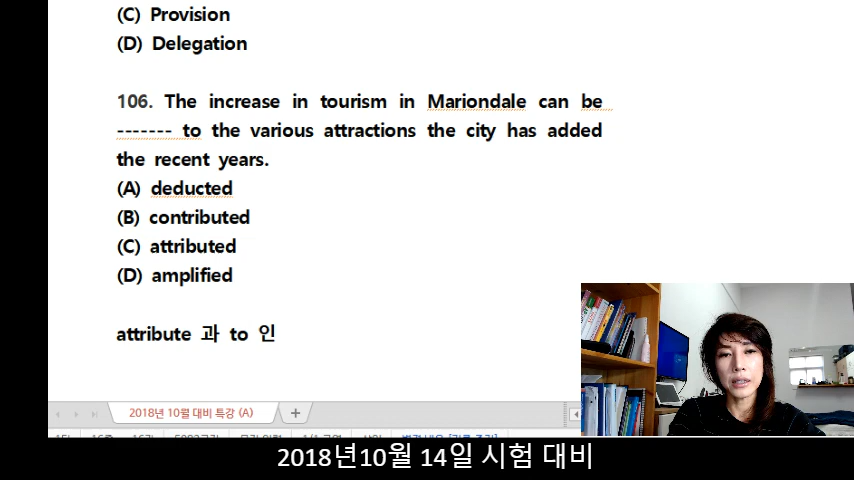 (C) Provision
(D) Delegation
106. The increase in tourism in Mariondale can be
------- to the various attractions the city has added
the recent years.
(A) deducted
(B) contributed
(C) attributed
(D) amplified
attribute 과 to 인
2018년 10월 대비 특강 (A)
2018년10월 14일 시험 대비